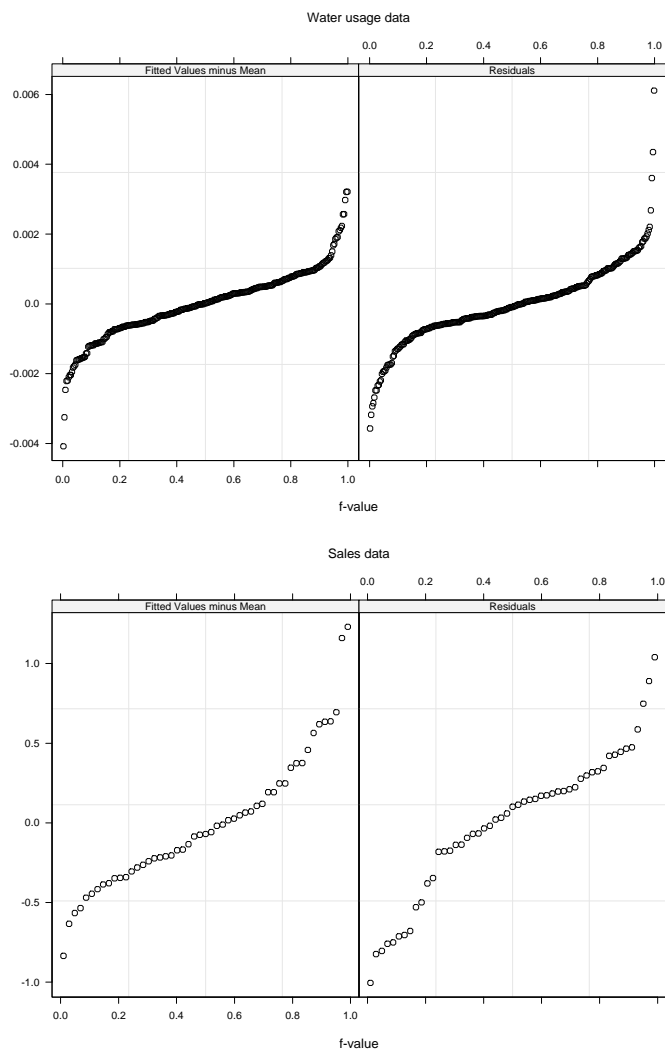 Water usage data
0.0 0.2 0.4 0.6 0.8 1.0
Fitted Values minus Mean Residuals
0.006
0.004
0.002
0.0
-0.002
-0.004
0.0 0.2 0.4 0.6 0.8 1.0
f-value
Sales data
0.0 0.2 0.4 0.6 0.8 1.0
Fitted Values minus Mean Residuals
1.0
0.5
0.0
-0.5
-1.0
0.0 0.2 0.4 0.6 0.8 1.0
f-value